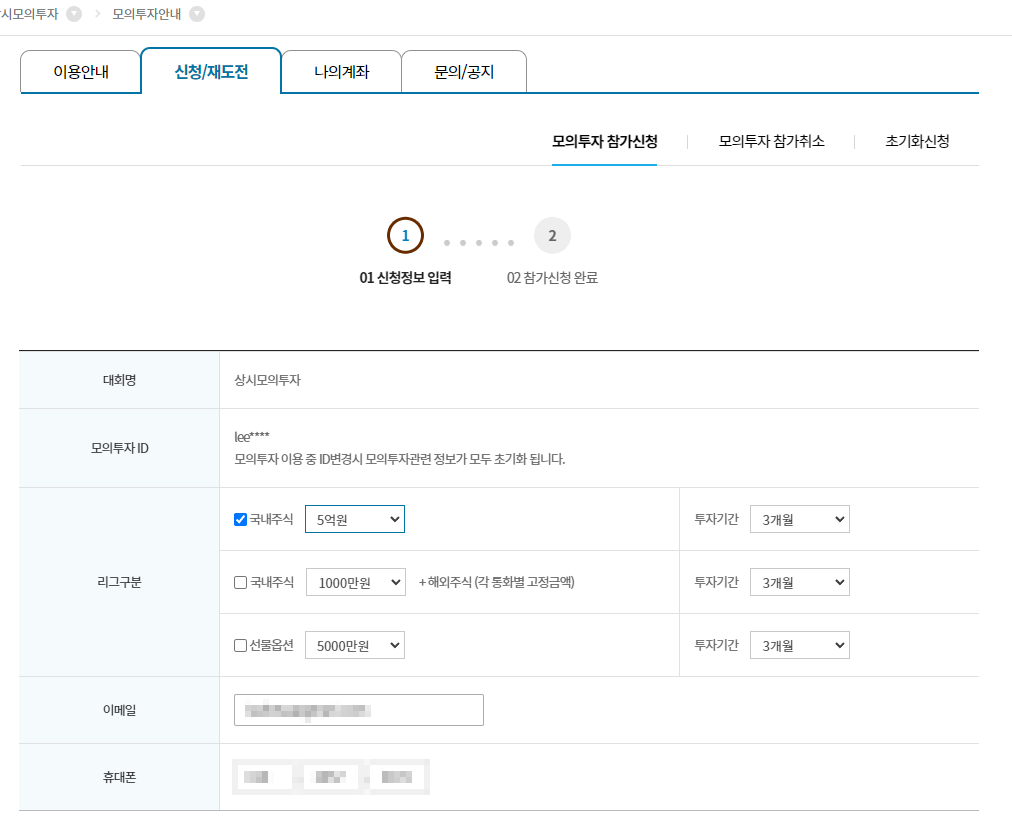 시모의투자 모의투자안내
이용안내 신청/재도전 나의계좌 문의/공지
모의투자 참가신청 모의투자 참가취소 초기화신청
1 2
01 신청정보 입력 02 참가신청 완료
대회명 상시모의투자
모의투자 ID
lee****
모의투자 이용 중 ID변경시 모의투자관련 정보가 모두 초기화 됩니다.
리그구분
국내주식 5억원 투자기간 3개월
국내주식 1000만원 + 해외주식 (각 통화별 고정금액) 투자기간 3개월
선물옵션 5000만원 투자기간 3개월
이메일
휴대폰